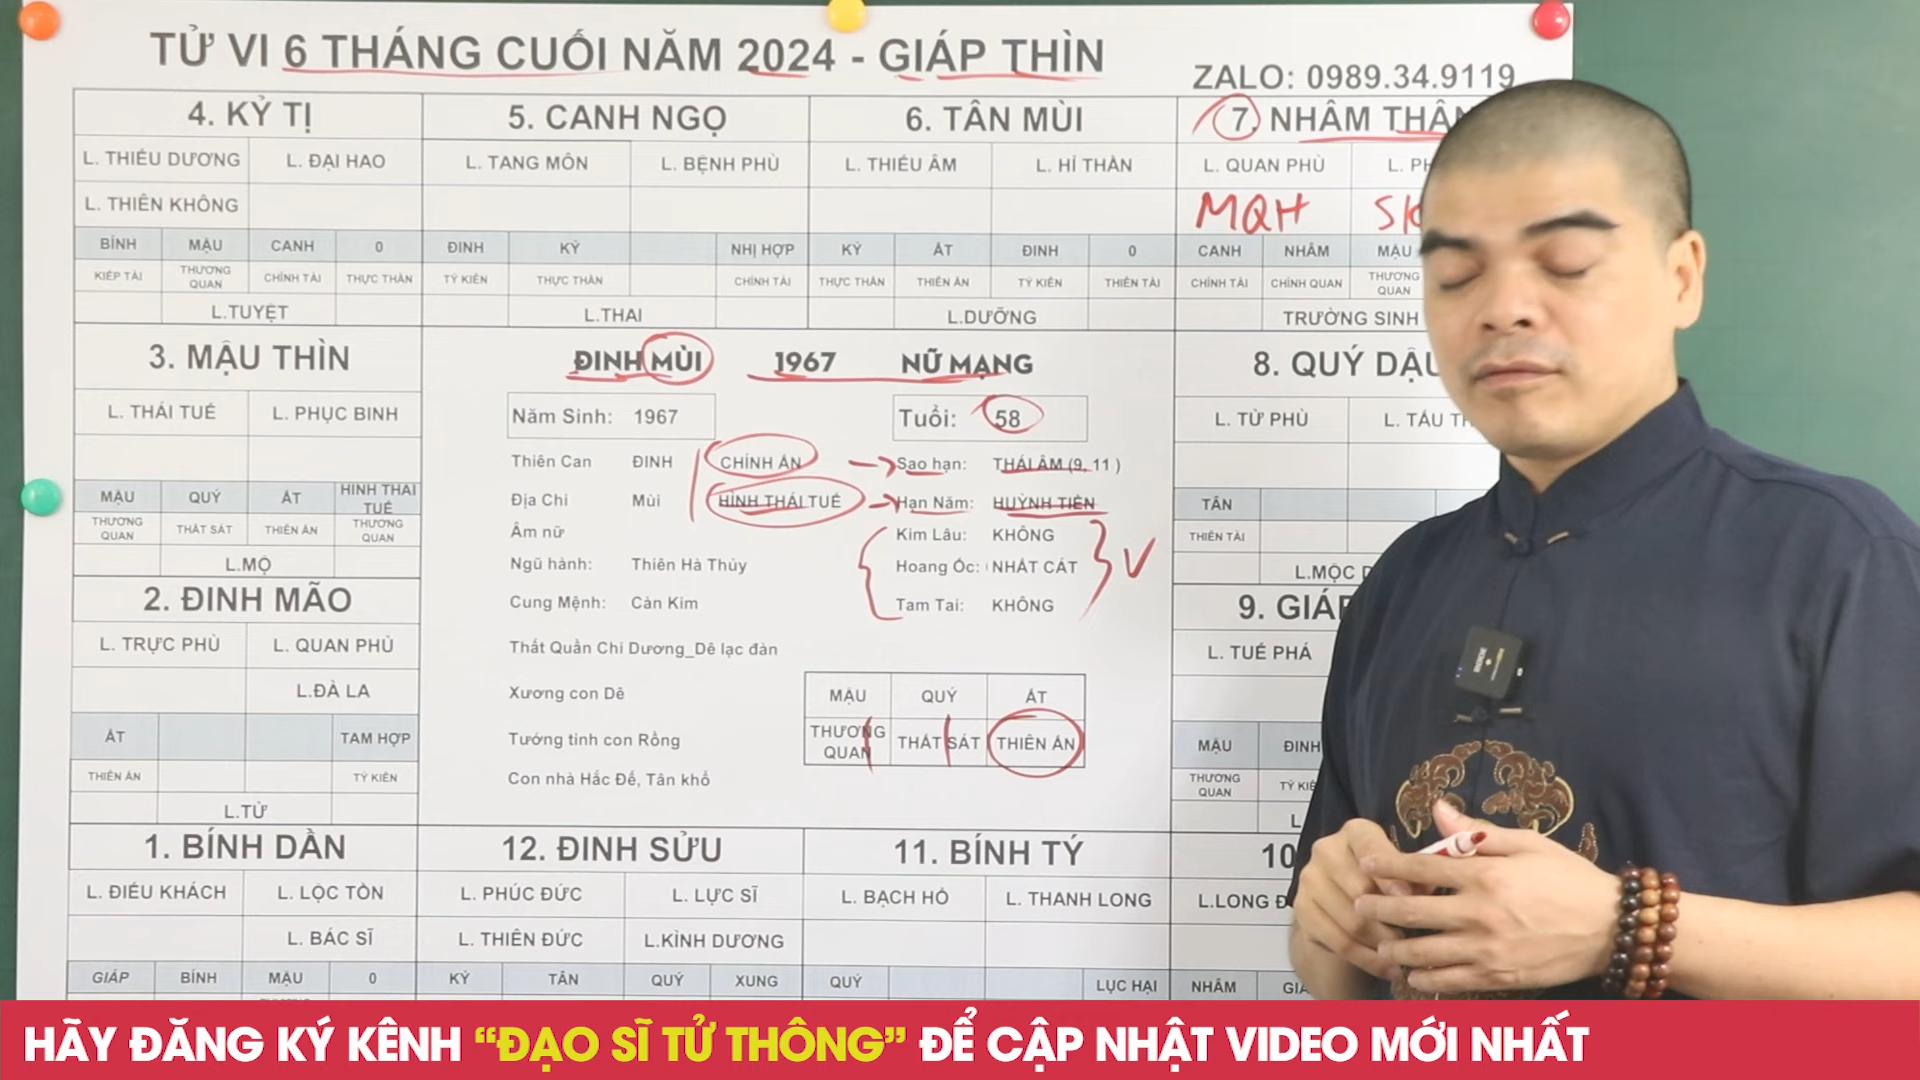 TỬ VI 6 THÁNG CUỐI NĂM 2024 - GIÁP THÌN
ZALO: 0989.34.9119
4. KỶ TỊ
L. THIẾU DƯƠNG L. ĐẠI HAO
L. THIÊN KHÔNG
BÍNH MẬU CANH 0
KIẾP TÀI THƯƠNG QUAN CHÍNH TÀI THỰC THẦN
L.TUYỆT
5. CANH NGỌ
L. TANG MÔN L. BỆNH PHÙ
ĐINH KỶ NHỊ HỢP
TỶ KIÊN THỰC THẦN CHÍNH TÀI
L.THAI
6. TÂN MÙI
L. THIẾU ÂM L. HỈ THẦN
KỶ ẤT ĐINH 0
THỰC THẦN THIÊN ẤN TỶ KIÊN THIÊN TÀI
L.DƯỠNG
7. NHÂM THÂN
L. QUAN PHÙ L. PH
MQH SK
CANH NHÂM MẬU
CHÍNH TÀI CHÍNH QUAN THƯƠNG QUAN
TRƯỜNG SINH
3. MẬU THÌN
L. THÁI TUẾ L. PHỤC BINH
MẬU QUÝ ẤT HÌNH THÁI TUẾ
THƯƠNG QUAN THẤT SÁT THIÊN ẤN THƯƠNG QUAN
L.MỘ
ĐINH MÙI 1967 NỮ MẠNG
Năm Sinh: 1967 Tuổi: 58
Thiên Can ĐINH CHÍNH ẤN Sao hạn: THÁI ÂM (9, 11 )
Địa Chi Mùi HÌNH THÁI TUẾ Hạn Năm: HUỲNH TIỀN
Âm nữ Kim Lâu: KHÔNG
Ngũ hành: Thiên Hà Thủy Hoang Ốc: NHẤT CÁT
Cung Mệnh: Càn Kim Tam Tai: KHÔNG
V
Thất Quần Chi Dương_Dê lạc đàn
Xương con Dê
Tướng tinh con Rồng
Con nhà Hắc Đế, Tân khổ
MẬU QUÝ ẤT
THƯƠNG QUAN THẤT SÁT THIÊN ẤN
8. QUÝ DẬU
L. TỬ PHÙ L. TẤU TH
TÂN
THIÊN TÀI
L.MỘC D
2. ĐINH MÃO
L. TRỰC PHÙ L. QUAN PHỦ
L.ĐÀ LA
ẤT TAM HỢP
THIÊN ẤN TỶ KIÊN
L.TỬ
9. GIÁP
L. TUẾ PHÁ
MẬU ĐINH
THƯƠNG QUAN TỶ KIÊ
L.
1. BÍNH DẦN
L. ĐIẾU KHÁCH L. LỘC TỒN
L. BÁC SĨ
GIÁP BÍNH MẬU 0
12. ĐINH SỬU
L. PHÚC ĐỨC L. LỰC SĨ
L. THIÊN ĐỨC L.KÌNH DƯƠNG
KỶ TÂN QUÝ XUNG
11. BÍNH TÝ
L. BẠCH HỔ L. THANH LONG
QUÝ LỤC HẠI
10
L.LONG Đ
NHÂM GIÁ
HÃY ĐĂNG KÝ KÊNH “ĐẠO SĨ TỬ THÔNG” ĐỂ CẬP NHẬT VIDEO MỚI NHẤT